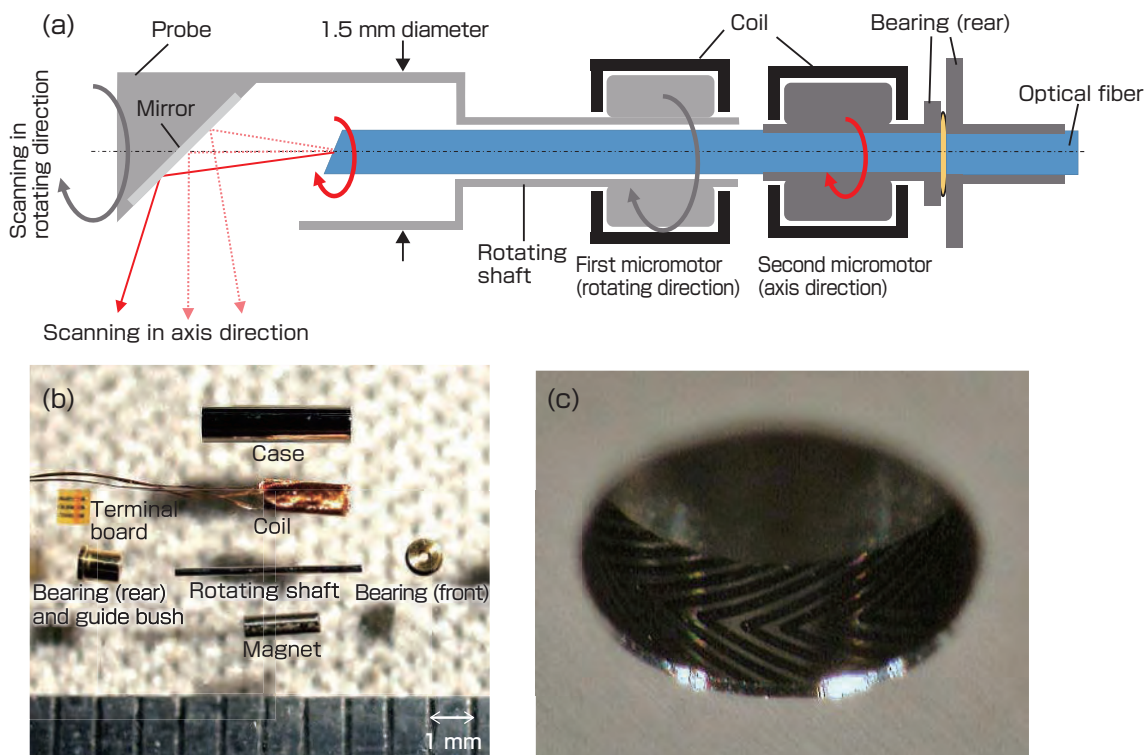 (a)
Probe
1.5 mm diameter
Coil
Bearing (rear)
Optical fiber
Mirror
Scanning in
rotating direction
Rotating
shaft
First micromotor
(rotating direction)
Second micromotor
(axis direction)
Scanning in axis direction
(b)
Case
Terminal
board
Coil
Bearing (rear)
and guide bush
Rotating shaft
Bearing (front)
Magnet
1 mm
(c)